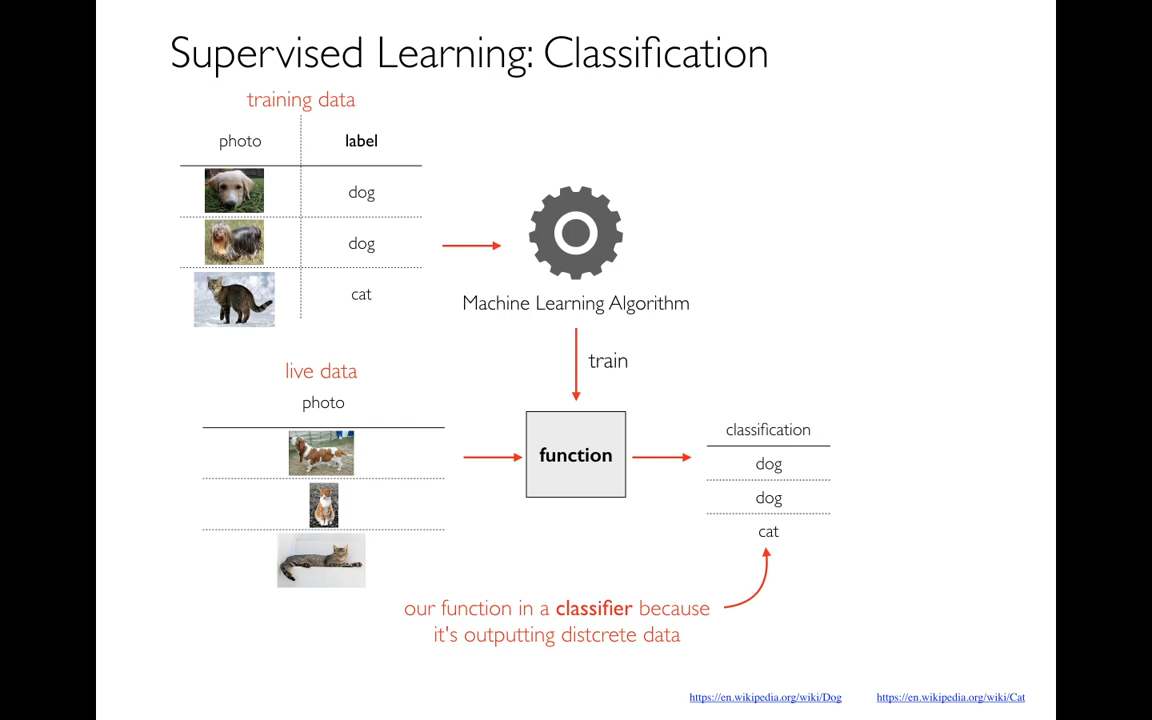 Supervised Learning: Classification
training data
photo label
dog
dog
cat
Machine Learning Algorithm
train
live data
photo
function
classification
dog
dog
cat
our function in a classifier because
it's outputting distcrete data
https://en.wikipedia.org/wiki/Dog https://en.wikipedia.org/wiki/Cat